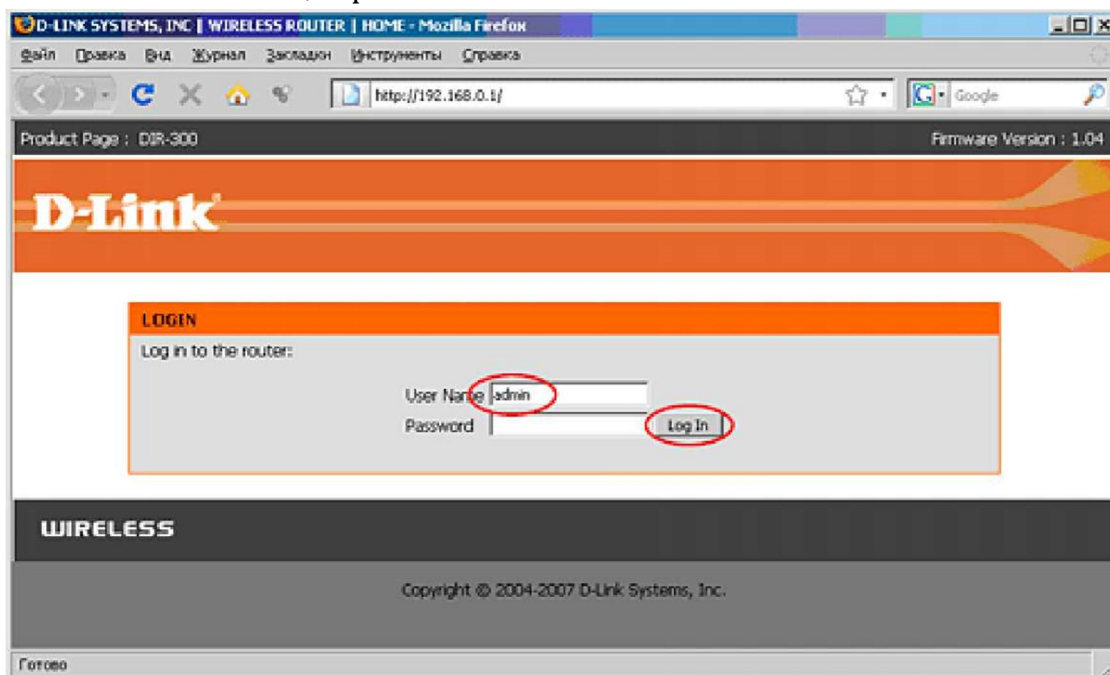 D-LINK SYSTEMS, INC | WIRELESS ROUTER | HOME - Mozilla Firefox
Файл Правка Вид Журнал Закладки Инструменты Справка
http://192.168.0.1/
Google
Product Page : DIR-300
Firmware Version : 1.04
D-Link
LOGIN
Log in to the router:
User Name admin
Password Log In
WIRELESS
Copyright © 2004-2007 D-Link Systems, Inc.
Готово